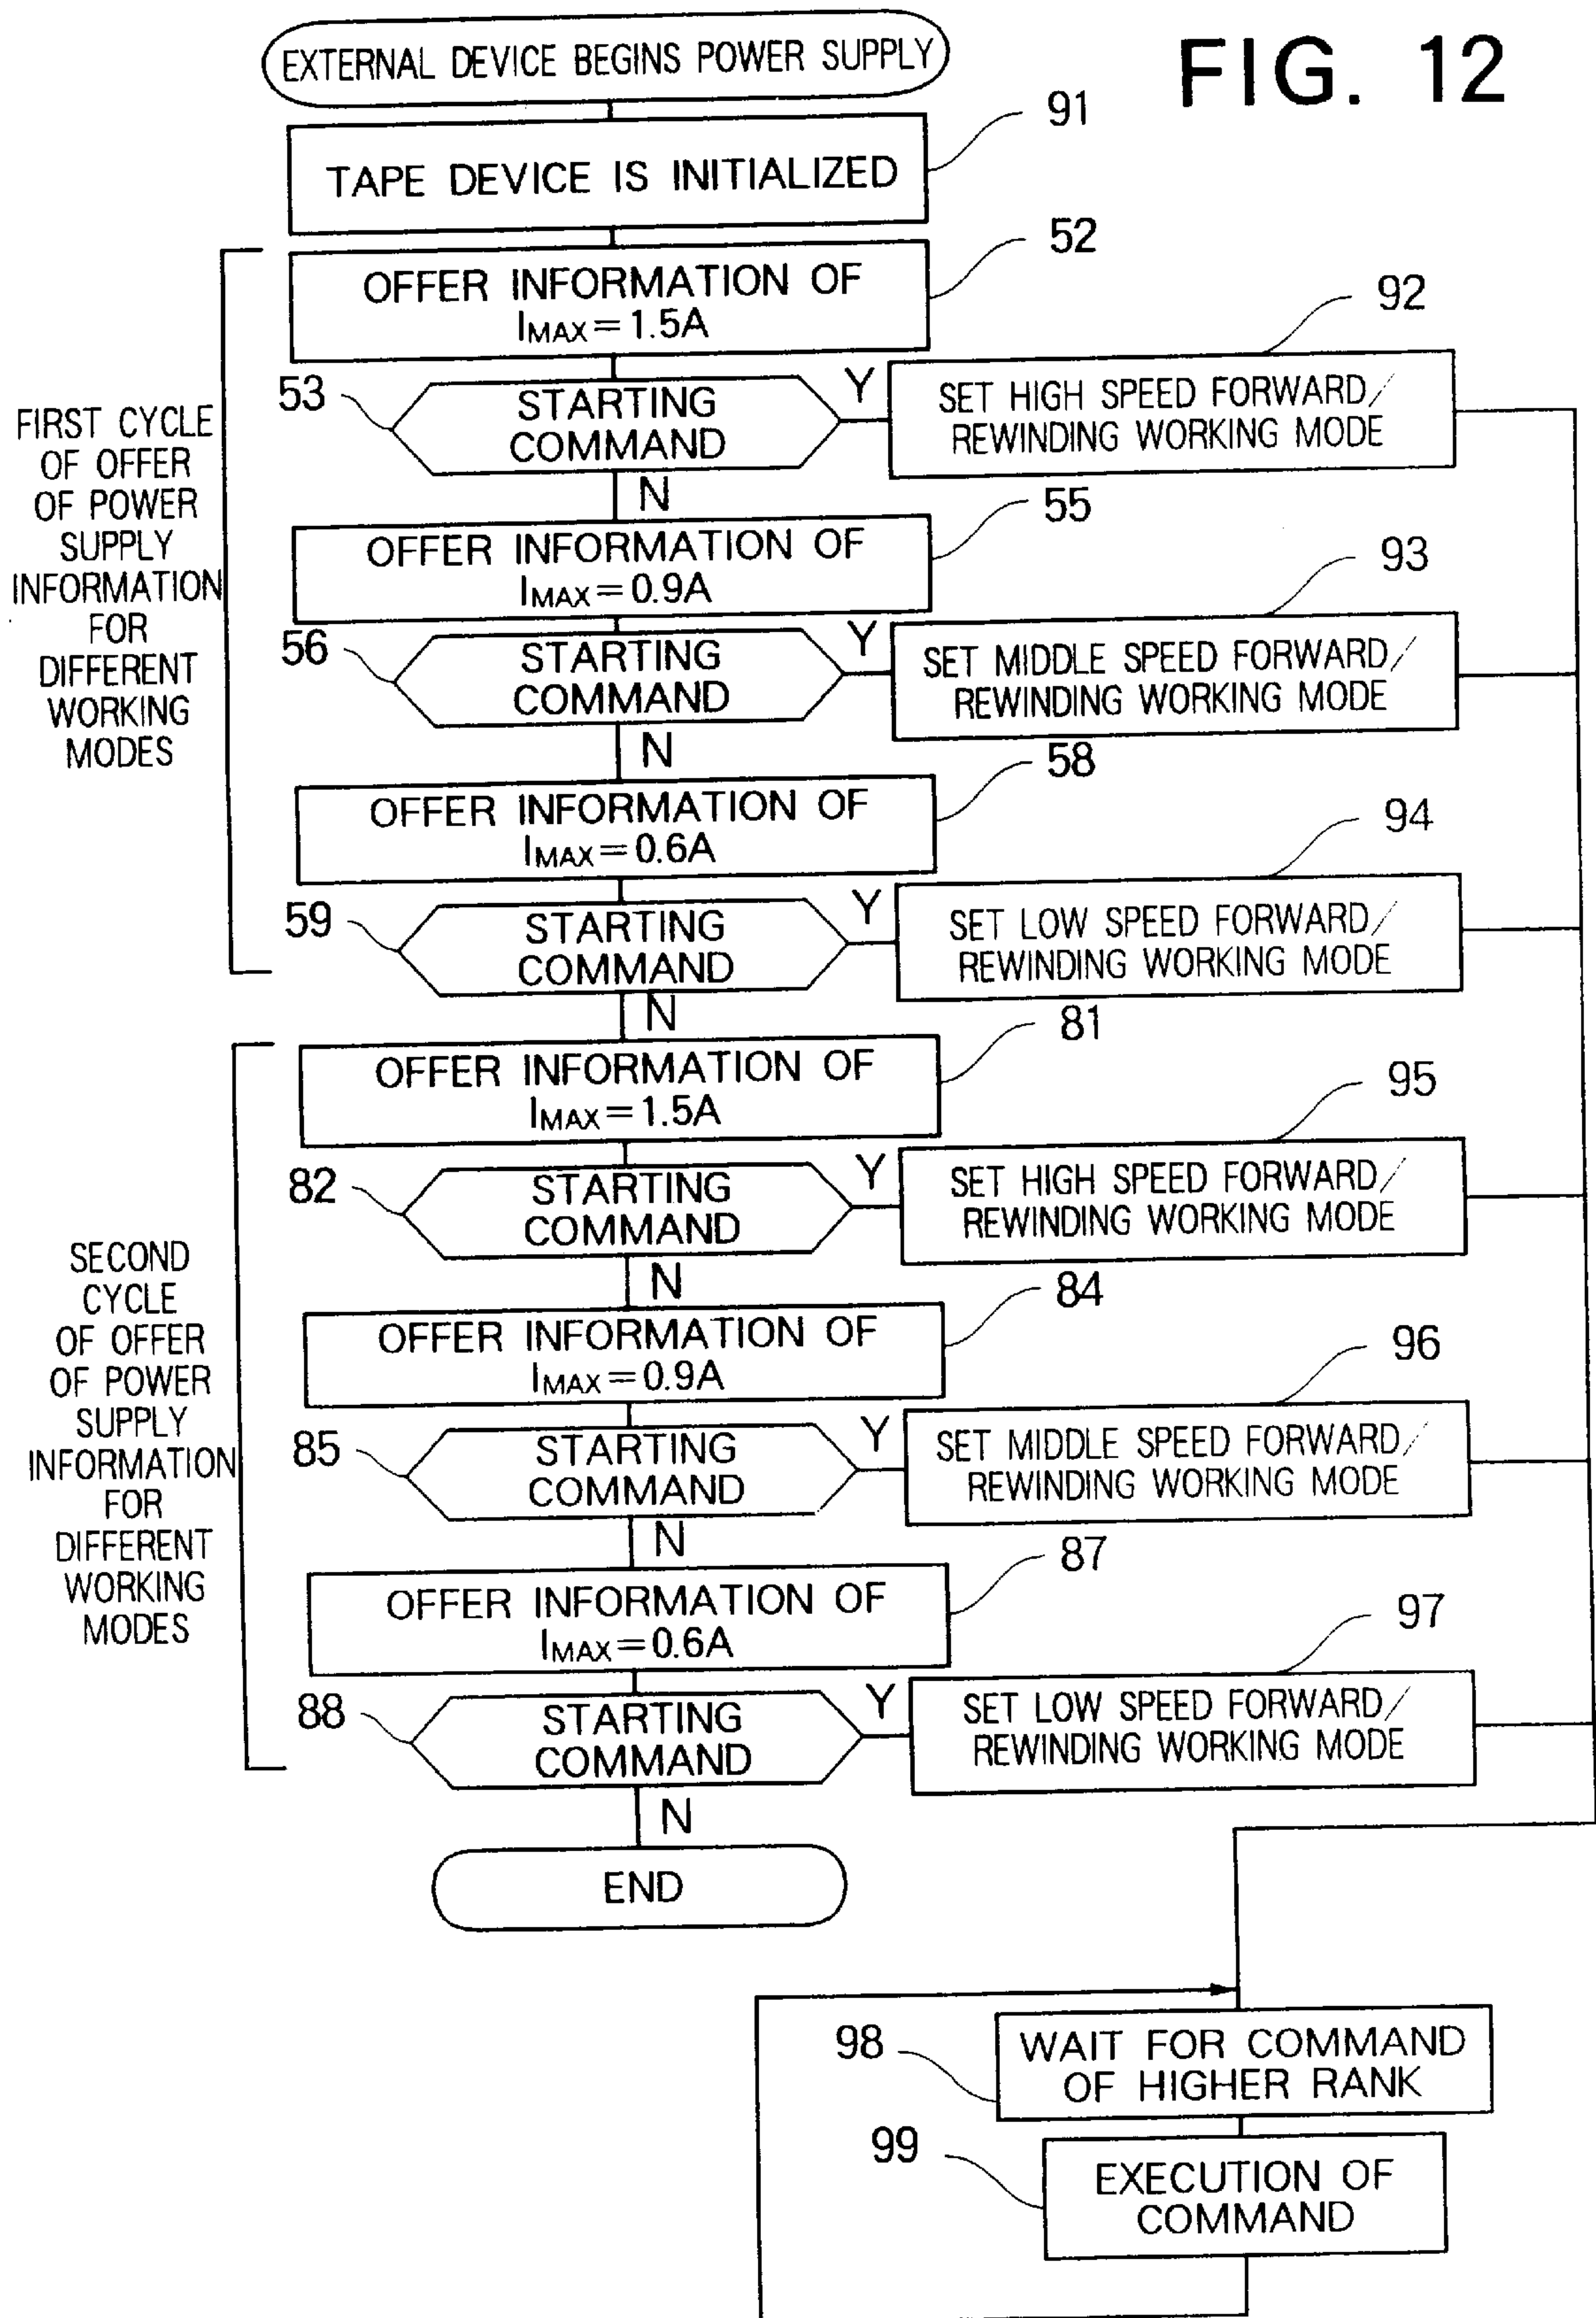 FIG. 12
EXTERNAL DEVICE BEGINS POWER SUPPLY
91
TAPE DEVICE IS INITIALIZED
52
OFFER INFORMATION OF
IMAX=1.5A
92
53
STARTING
COMMAND
Y
SET HIGH SPEED FORWARD/
REWINDING WORKING MODE
N
FIRST CYCLE
OF OFFER
OF POWER
SUPPLY
INFORMATION
FOR
DIFFERENT
WORKING
MODES
55
OFFER INFORMATION OF
IMAX=0.9A
93
56
STARTING
COMMAND
Y
SET MIDDLE SPEED FORWARD/
REWINDING WORKING MODE
N
58
OFFER INFORMATION OF
IMAX=0.6A
94
59
STARTING
COMMAND
Y
SET LOW SPEED FORWARD/
REWINDING WORKING MODE
N
81
OFFER INFORMATION OF
IMAX=1.5A
95
82
STARTING
COMMAND
Y
SET HIGH SPEED FORWARD/
REWINDING WORKING MODE
N
SECOND
CYCLE
OF OFFER
OF POWER
SUPPLY
INFORMATION
FOR
DIFFERENT
WORKING
MODES
84
OFFER INFORMATION OF
IMAX=0.9A
96
85
STARTING
COMMAND
Y
SET MIDDLE SPEED FORWARD/
REWINDING WORKING MODE
N
87
OFFER INFORMATION OF
IMAX=0.6A
97
88
STARTING
COMMAND
Y
SET LOW SPEED FORWARD/
REWINDING WORKING MODE
N
END
98
WAIT FOR COMMAND
OF HIGHER RANK
99
EXECUTION OF
COMMAND